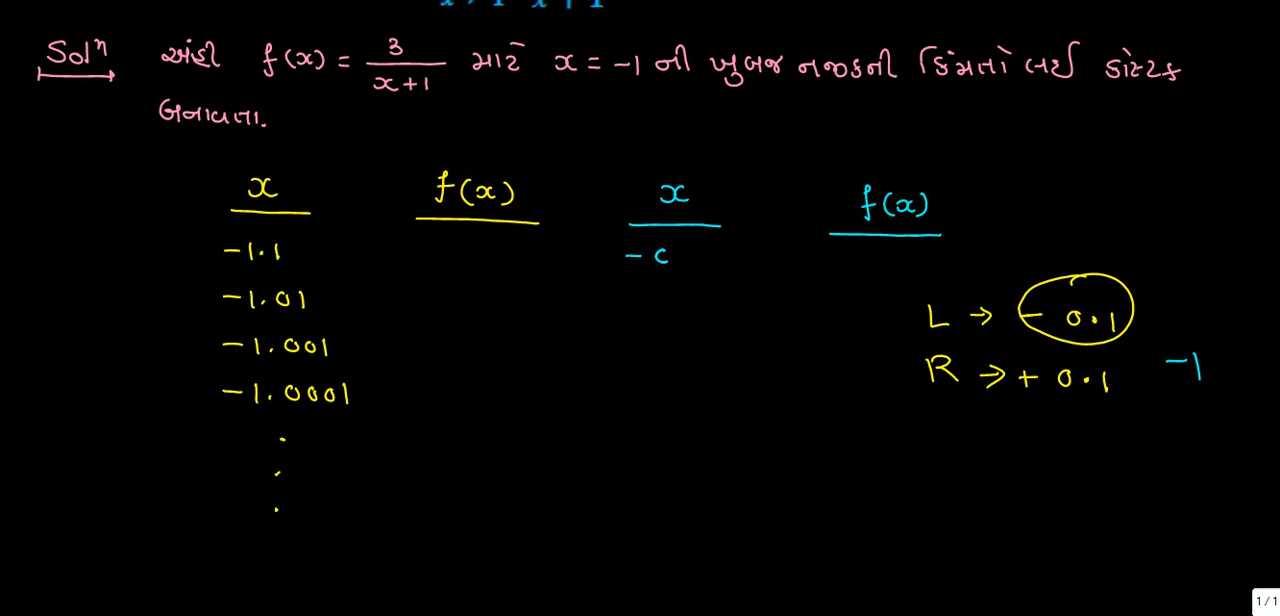 Solⁿ અહીં f(x) = 3/(x+1) માટે x = -1 ની ખુબજ નજીકની કિંમતો લઈ કોષ્ટક
બનાવતા.
x f(x) x f(x)
-1.1 - 0
-1.01
L → - 0.1
-1.001
R → + 0.1 -1
-1.0001
.
.
.
1/1